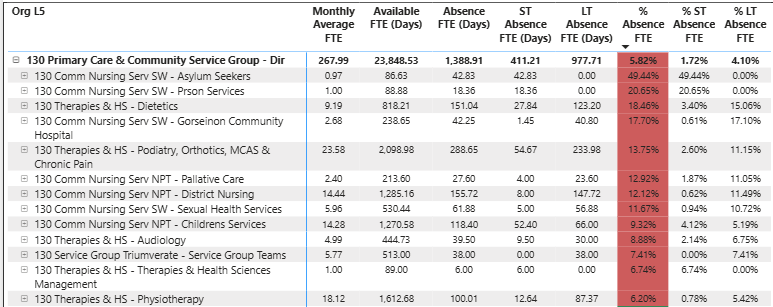 Org L5 Monthly Average FTE Available FTE (Days) Absence FTE (Days) ST Absence FTE (Days) LT Absence FTE (Days) % Absence FTE % ST Absence FTE % LT Absence FTE
130 Primary Care & Community Service Group - Dir 267.99 23,848.53 1,388.91 411.21 977.71 5.82% 1.72% 4.10%
130 Comm Nursing Serv SW - Asylum Seekers 0.97 86.63 42.83 42.83 0.00 49.44% 49.44% 0.00%
130 Comm Nursing Serv SW - Prson Services 1.00 88.88 18.36 18.36 0.00 20.65% 20.65% 0.00%
130 Therapies & HS - Dietetics 9.19 818.21 151.04 27.84 123.20 18.46% 3.40% 15.06%
130 Comm Nursing Serv SW - Gorseinon Community 2.68 238.65 42.25 1.45 40.80 17.70% 0.61% 17.10%
Hospital
130 Therapies & HS - Podiatry, Orthotics, MCAS & 23.58 2,098.98 288.65 54.67 233.98 13.75% 2.60% 11.15%
Chronic Pain
130 Comm Nursing Serv NPT - Pallative Care 2.40 213.60 27.60 4.00 23.60 12.92% 1.87% 11.05%
130 Comm Nursing Serv NPT - District Nursing 14.44 1,285.16 155.72 8.00 147.72 12.12% 0.62% 11.49%
130 Comm Nursing Serv SW - Sexual Health Services 5.96 530.44 61.88 5.00 56.88 11.67% 0.94% 10.72%
130 Comm Nursing Serv NPT - Childrens Services 14.28 1,270.58 118.40 52.40 66.00 9.32% 4.12% 5.19%
130 Therapies & HS - Audiology 4.99 444.73 39.50 9.50 30.00 8.88% 2.14% 6.75%
130 Service Group Triumverate - Service Group Teams 5.77 513.00 38.00 0.00 38.00 7.41% 0.00% 7.41%
130 Therapies & HS - Therapies & Health Sciences 1.00 89.00 6.00 6.00 0.00 6.74% 6.74% 0.00%
Management
130 Therapies & HS - Physiotherapy 18.12 1,612.68 100.01 12.64 87.37 6.20% 0.78% 5.42%